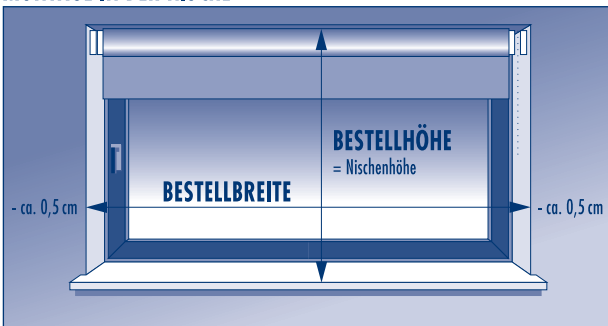 BESTELLHÖHE
= Nischenhöhe
BESTELLBREITE
- ca. 0,5 cm
- ca. 0,5 cm